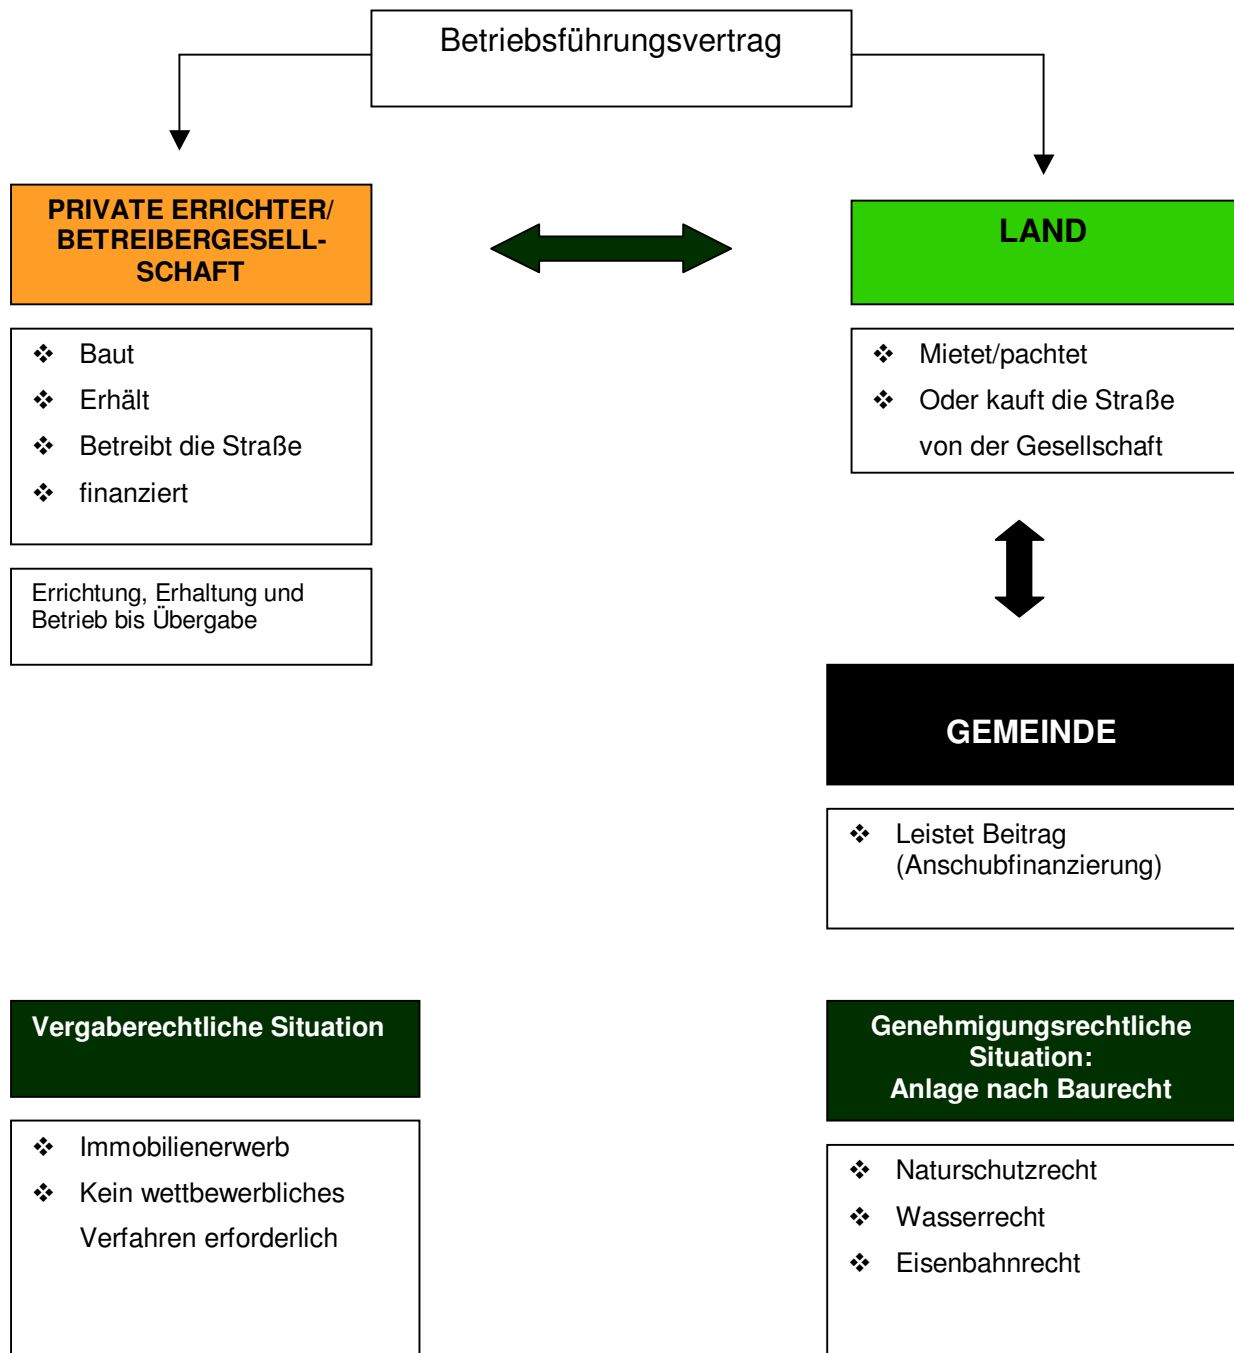 Betriebsführungsvertrag
PRIVATE ERRICHTER/
BETREIBERGESELL-
SCHAFT
LAND
❖ Baut
❖ Erhält
❖ Betreibt die Straße
❖ finanziert
❖ Mietet/pachtet
❖ Oder kauft die Straße
von der Gesellschaft
Errichtung, Erhaltung und
Betrieb bis Übergabe
GEMEINDE
❖ Leistet Beitrag
(Anschubfinanzierung)
Vergaberechtliche Situation
❖ Immobilienerwerb
❖ Kein wettbewerbliches
Verfahren erforderlich
Genehmigungsrechtliche
Situation:
Anlage nach Baurecht
❖ Naturschutzrecht
❖ Wasserrecht
❖ Eisenbahnrecht